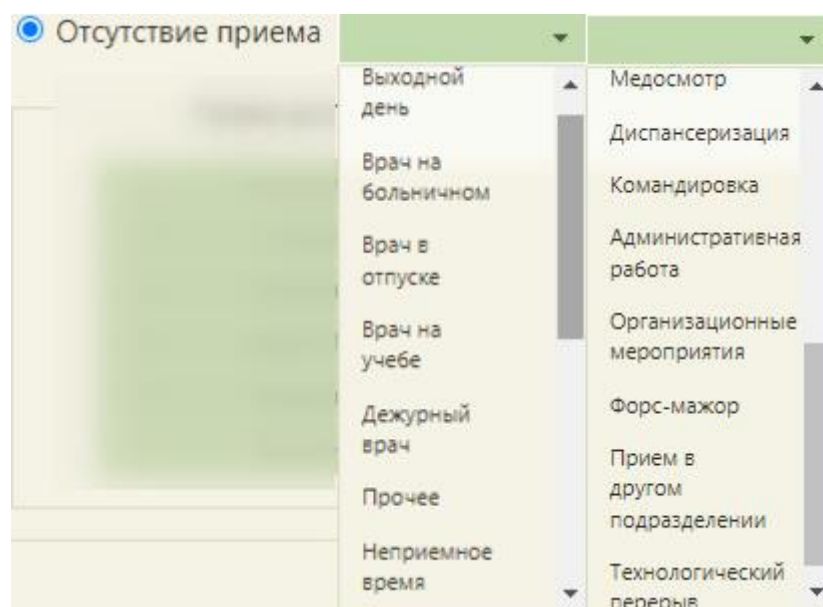 Отсутствие приема
Выходной
день
Врач на
больничном
Врач в
отпуске
Врач на
учебе
Дежурный
врач
Прочее
Неприемное
время
Медосмотр
Диспансеризация
Командировка
Административная
работа
Организационные
мероприятия
Форс-мажор
Прием в
другом
подразделении
Технологический
перерыв